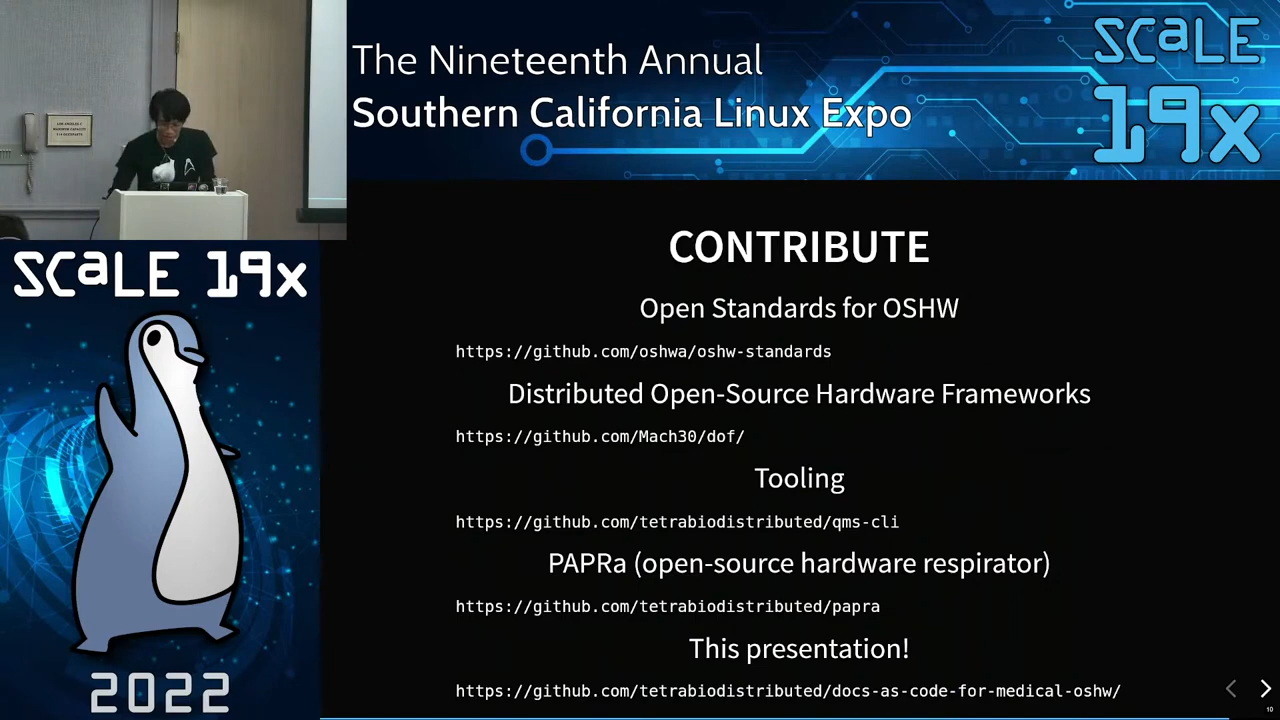 The Nineteenth Annual
Southern California Linux Expo
SCaLE
19x
SCaLE 19x
2022
CONTRIBUTE
Open Standards for OSHW
https://github.com/oshwa/oshw-standards
Distributed Open-Source Hardware Frameworks
https://github.com/Mach30/dof/
Tooling
https://github.com/tetrabiodistributed/qms-cli
PAPRa (open-source hardware respirator)
https://github.com/tetrabiodistributed/papra
This presentation!
https://github.com/tetrabiodistributed/docs-as-code-for-medical-oshw/
10